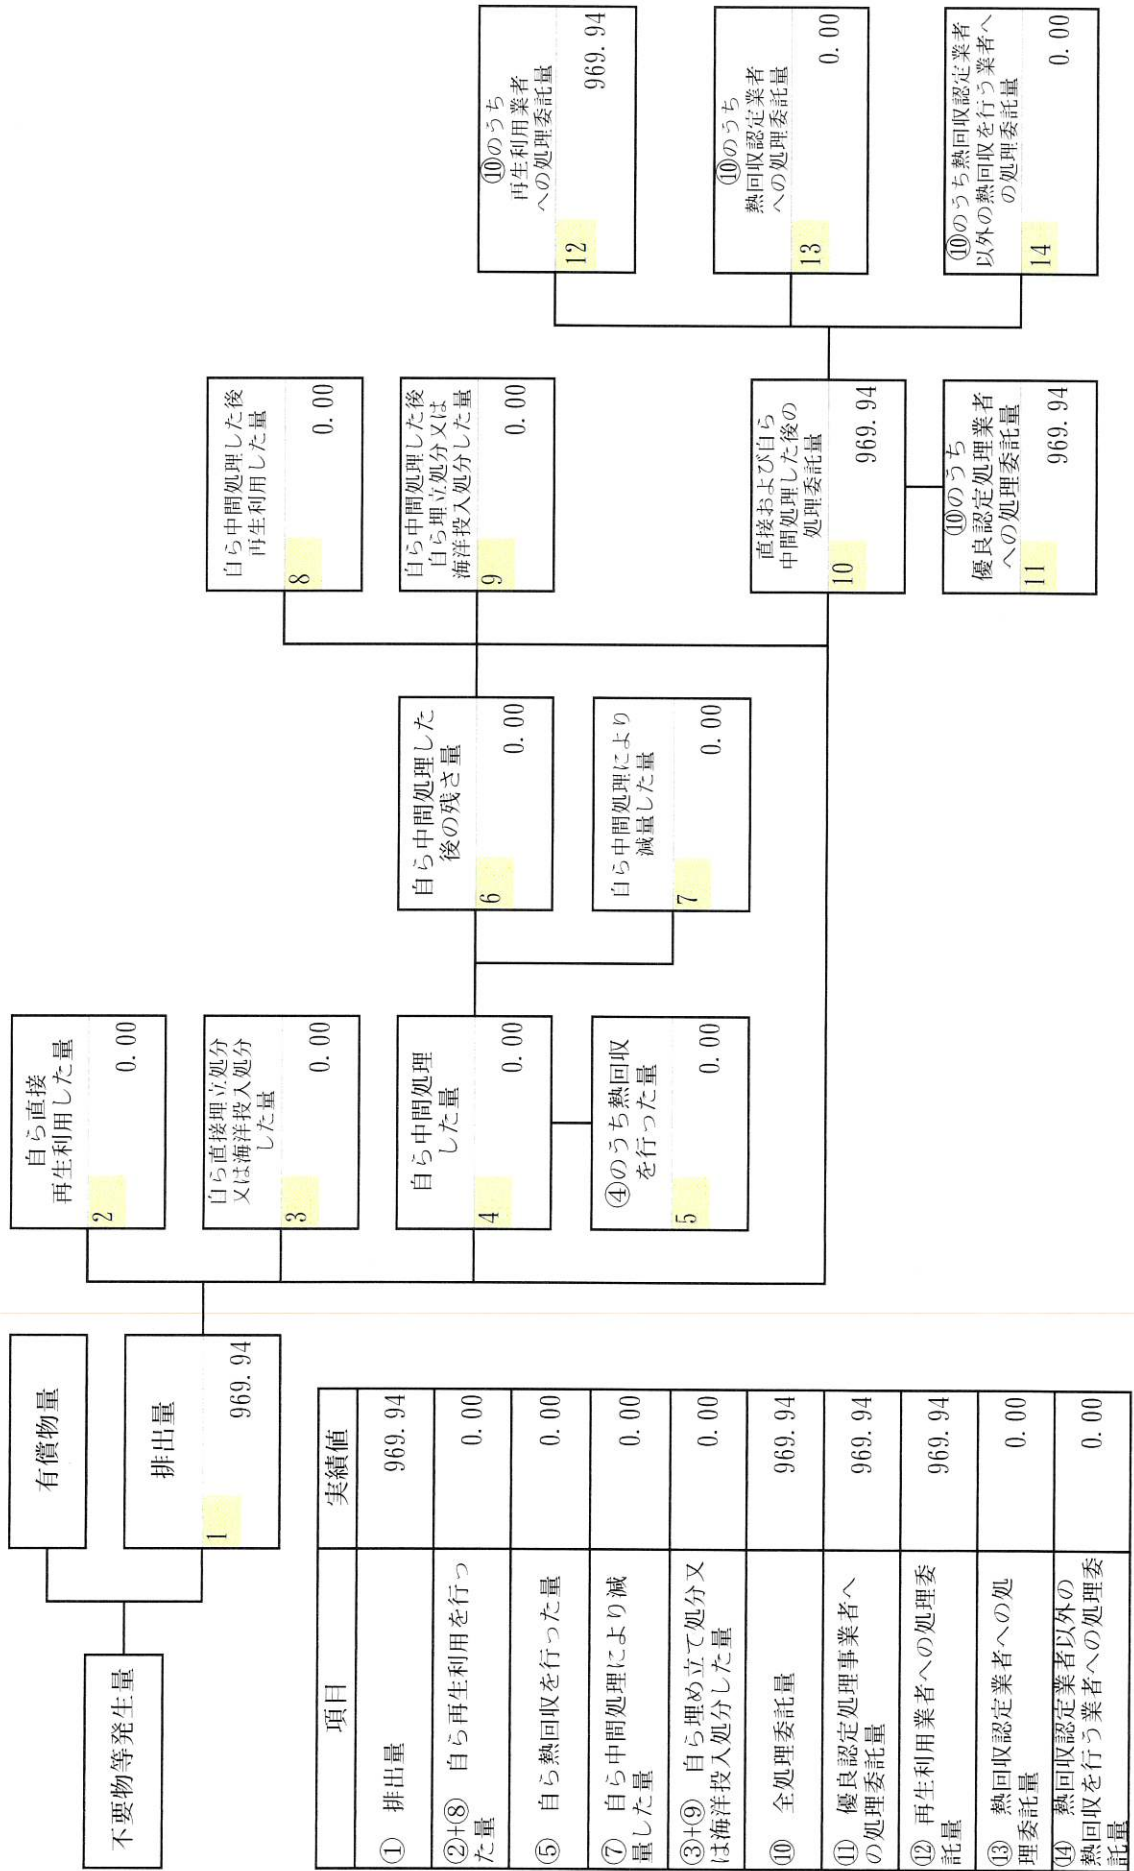 不要物等発生量
有償物量
排出量
1
969.94
自ら直接
再生利用した量
2
0.00
自ら直接埋立処分
又は海洋投入処分
した量
3
0.00
自ら中間処理
した量
4
0.00
④のうち熱回収
を行った量
5
0.00
自ら中間処理した
後の残さ量
6
0.00
自ら中間処理により
減量した量
7
0.00
自ら中間処理した後
再生利用した量
8
0.00
自ら中間処理した後
自ら埋立処分又は
海洋投入処分した量
9
0.00
直接および自ら
中間処理した後の
処理委託量
10
969.94
⑩のうち
優良認定処理業者
への処理委託量
11
969.94
⑩のうち
再生利用業者
への処理委託量
12
969.94
⑩のうち
熱回収認定業者
への処理委託量
13
0.00
⑩のうち熱回収認定業者
以外の熱回収を行う業者へ
の処理委託量
14
0.00
項目 実績値
① 排出量 969.94
②+⑧ 自ら再生利用を行っ
た量 0.00
⑤ 自ら熱回収を行った量 0.00
⑦ 自ら中間処理により減
量した量 0.00
③+⑨ 自ら埋め立て処分又
は海洋投入処分した量 0.00
⑩ 全処理委託量 969.94
⑪ 優良認定処理事業者へ
の処理委託量 969.94
⑫ 再生利用業者への処理委
託量 969.94
⑬ 熱回収認定業者への処
理委託量 0.00
⑭ 熱回収認定業者以外の
熱回収を行う業者への処理委
託量 0.00